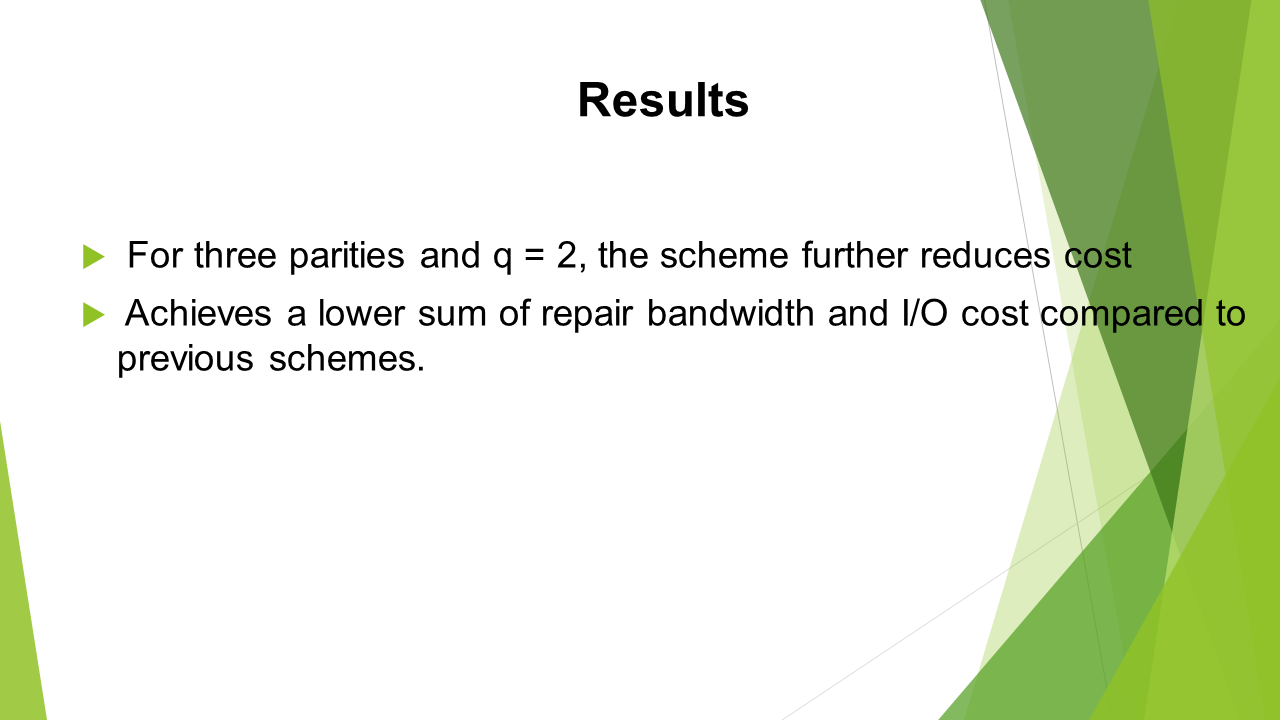 Results
For three parities and q = 2, the scheme further reduces cost
Achieves a lower sum of repair bandwidth and I/O cost compared to
previous schemes.